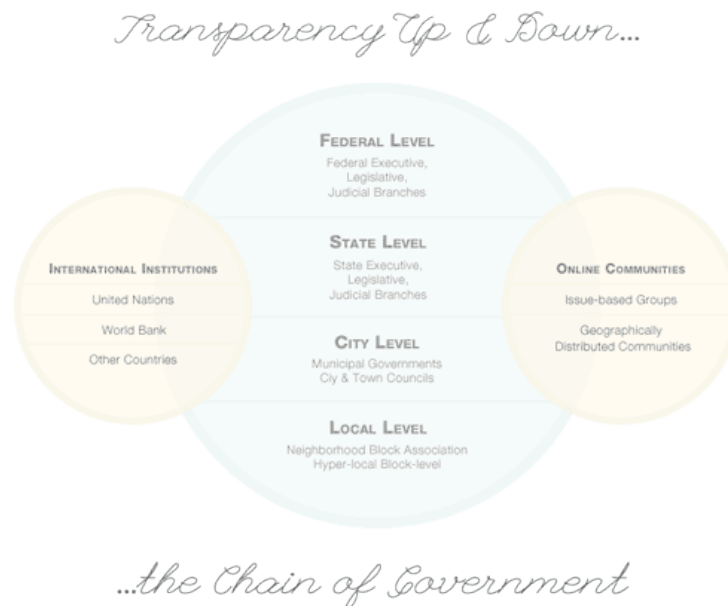 Transparency Up & Down...
FEDERAL LEVEL
Federal Executive,
Legislative,
Judicial Branches
STATE LEVEL
State Executive,
Legislative,
Judicial Branches
CITY LEVEL
Municipal Governments
Ciy & Town Councils
LOCAL LEVEL
Neighborhood Block Association
Hyper-local Block-level
INTERNATIONAL INSTITUTIONS
United Nations
World Bank
Other Countries
ONLINE COMMUNITIES
Issue-based Groups
Geographically
Distributed Communities
...the Chain of Government